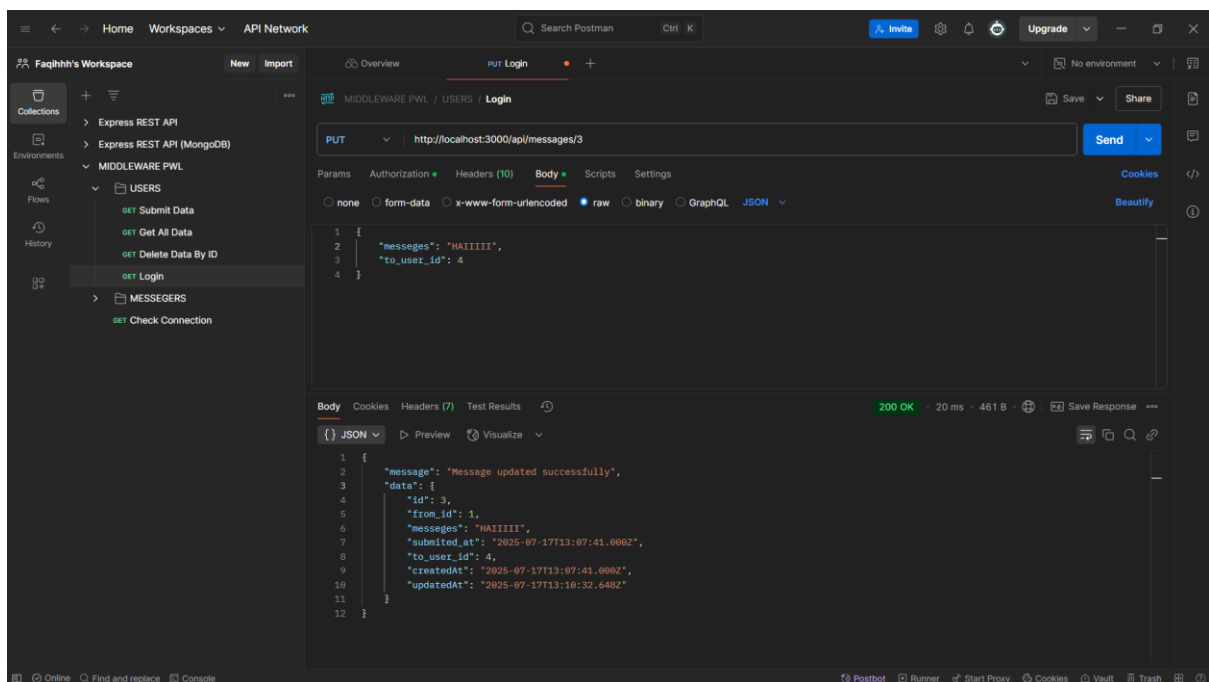 Home Workspaces API Network Search Postman Ctrl K Invite Upgrade
Faqihhh's Workspace New Import Overview PUT Login No environment
Collections
Environments
Flows
History
Express REST API
Express REST API (MongoDB)
MIDDLEWARE PWL
USERS
GET Submit Data
GET Get All Data
GET Delete Data By ID
GET Login
MESSEGERS
GET Check Connection
HTTP MIDDLEWARE PWL / USERS / Login Save Share
PUT http://localhost:3000/api/messages/3 Send
Params Authorization Headers (10) Body Scripts Settings Cookies
none form-data x-www-form-urlencoded raw binary GraphQL JSON Beautify
1 {
2 "messeges": "HAIIIII",
3 "to_user_id": 4
4 }
Body Cookies Headers (7) Test Results 200 OK 20 ms 461 B Save Response
{} JSON Preview Visualize
1 {
2 "message": "Message updated successfully",
3 "data": {
4 "id": 3,
5 "from_id": 1,
6 "messeges": "HAIIIII",
7 "submited_at": "2025-07-17T13:07:41.000Z",
8 "to_user_id": 4,
9 "createdAt": "2025-07-17T13:07:41.000Z",
10 "updatedAt": "2025-07-17T13:10:32.648Z"
11 }
12 }
Online Find and replace Console Postbot Runner Start Proxy Cookies Vault Trash